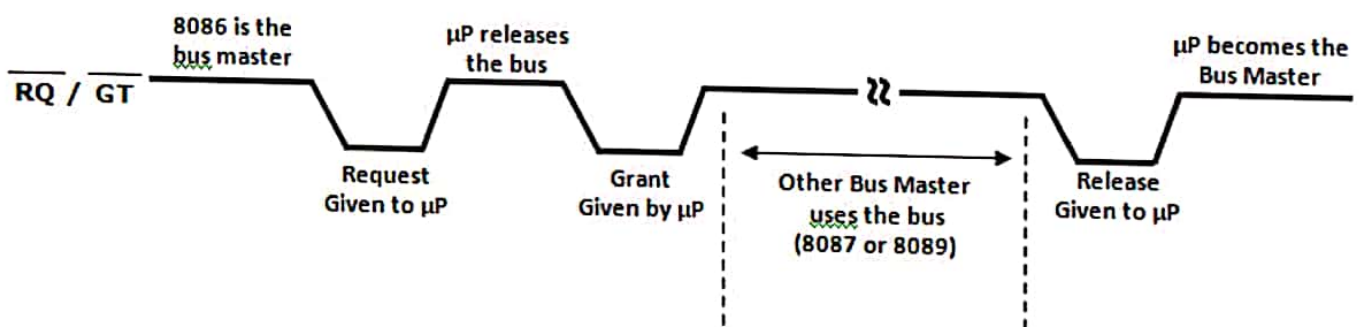 8086 is the
bus master
μP releases
the bus
μP becomes the
Bus Master
RQ / GT
Request
Given to μP
Grant
Given by μP
Other Bus Master
uses the bus
(8087 or 8089)
Release
Given to μP